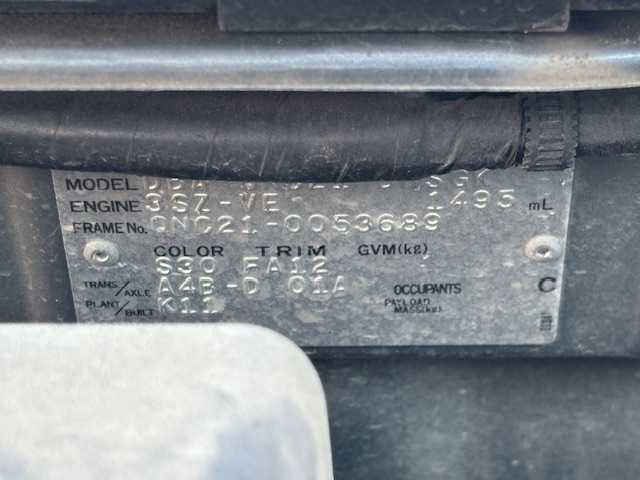 MODEL DBA-
ENGINE 3SZ-VE 1495 mL
FRAME No. QNC21-0053689
COLOR TRIM GVM(kg)
S30 FA12
TRANS./AXLE A4B-D 01A OCCUPANTS C
PLANT/BUILT K11 PAYLOAD MASS(kg)